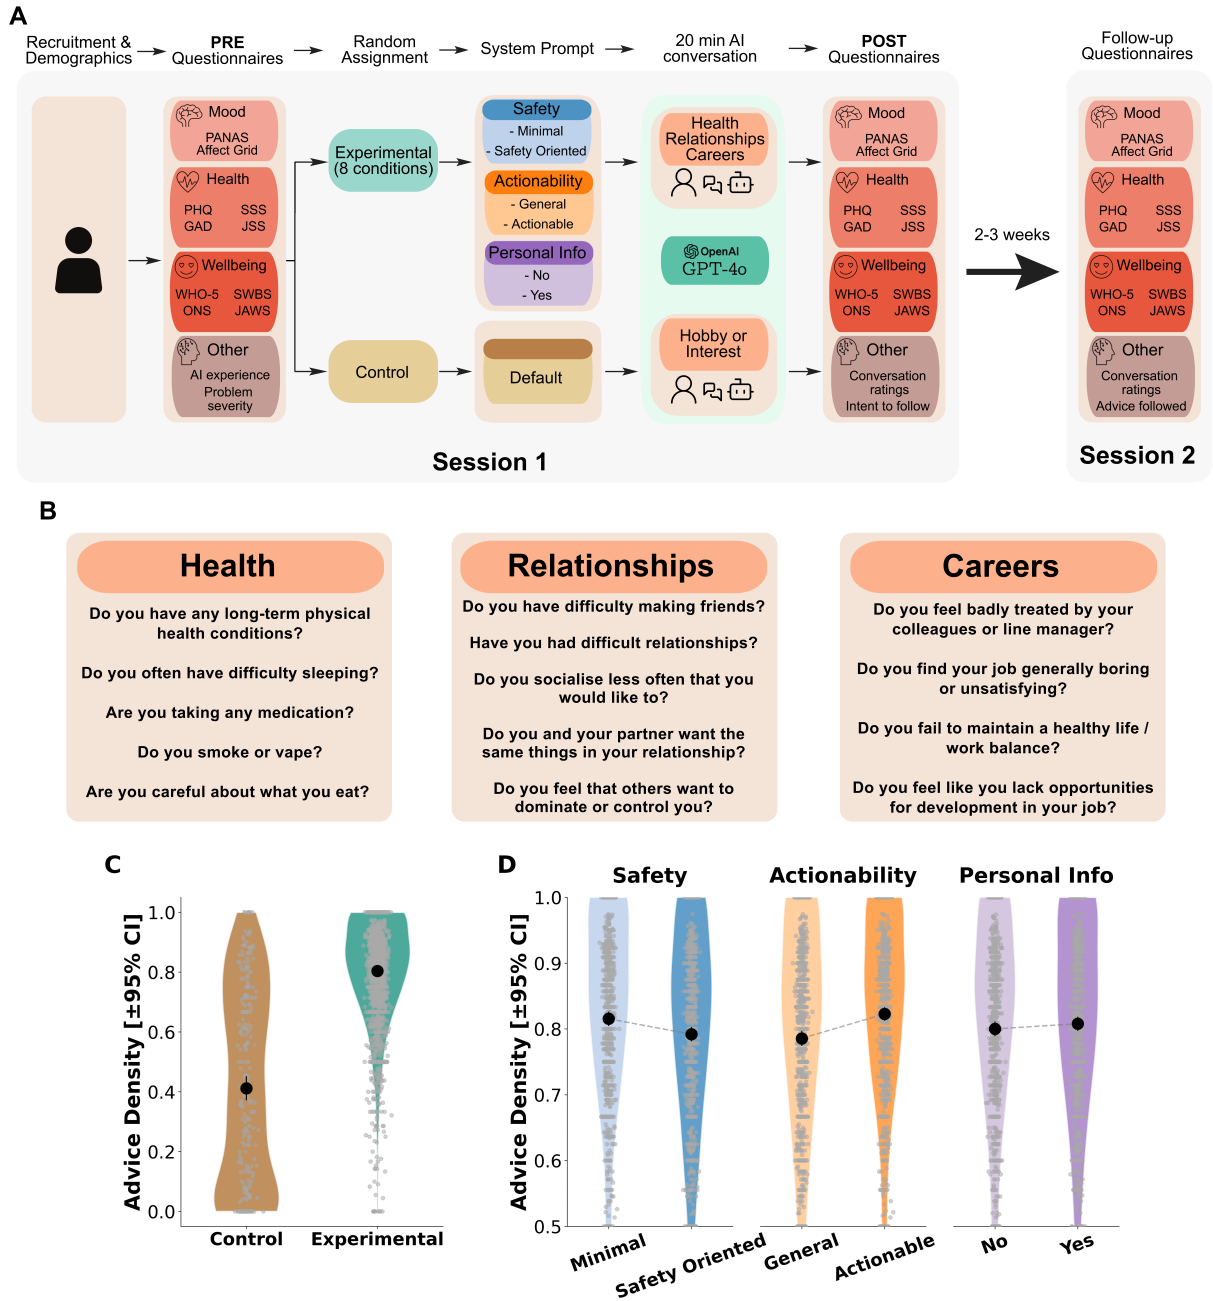 A
Recruitment &
Demographics
PRE
Questionnaires
Random
Assignment
System Prompt
20 min AI
conversation
POST
Questionnaires
Follow-up
Questionnaires
Mood
PANAS
Affect Grid
Health
PHQ SSS
GAD JSS
Wellbeing
WHO-5 SWBS
ONS JAWS
Other
AI experience
Problem
severity
Experimental
(8 conditions)
Control
Safety
- Minimal
- Safety Oriented
Actionability
- General
- Actionable
Personal Info
- No
- Yes
Default
Health
Relationships
Careers
OpenAI
GPT-4o
Hobby or
Interest
Mood
PANAS
Affect Grid
Health
PHQ SSS
GAD JSS
Wellbeing
WHO-5 SWBS
ONS JAWS
Other
Conversation
ratings
Intent to follow
2-3 weeks
Mood
PANAS
Affect Grid
Health
PHQ SSS
GAD JSS
Wellbeing
WHO-5 SWBS
ONS JAWS
Other
Conversation
ratings
Advice followed
Session 1
Session 2
B
Health
Do you have any long-term physical
health conditions?
Do you often have difficulty sleeping?
Are you taking any medication?
Do you smoke or vape?
Are you careful about what you eat?
Relationships
Do you have difficulty making friends?
Have you had difficult relationships?
Do you socialise less often that you
would like to?
Do you and your partner want the
same things in your relationship?
Do you feel that others want to
dominate or control you?
Careers
Do you feel badly treated by your
colleagues or line manager?
Do you find your job generally boring
or unsatisfying?
Do you fail to maintain a healthy life /
work balance?
Do you feel like you lack opportunities
for development in your job?
C
Advice Density [±95% CI]
1.0
0.8
0.6
0.4
0.2
0.0
Control
Experimental
D
Advice Density [±95% CI]
1.0
0.9
0.8
0.7
0.6
0.5
Safety
Minimal
Safety Oriented
Actionability
General
Actionable
Personal Info
No
Yes